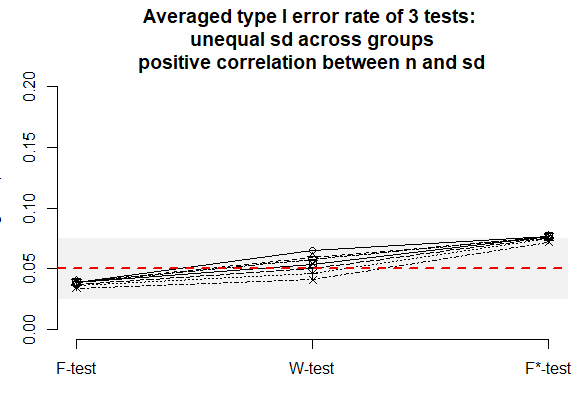 Averaged type I error rate of 3 tests:
unequal sd across groups
positive correlation between n and sd
0.20
0.15
0.10
0.05
0.00
F-test
W-test
F*-test